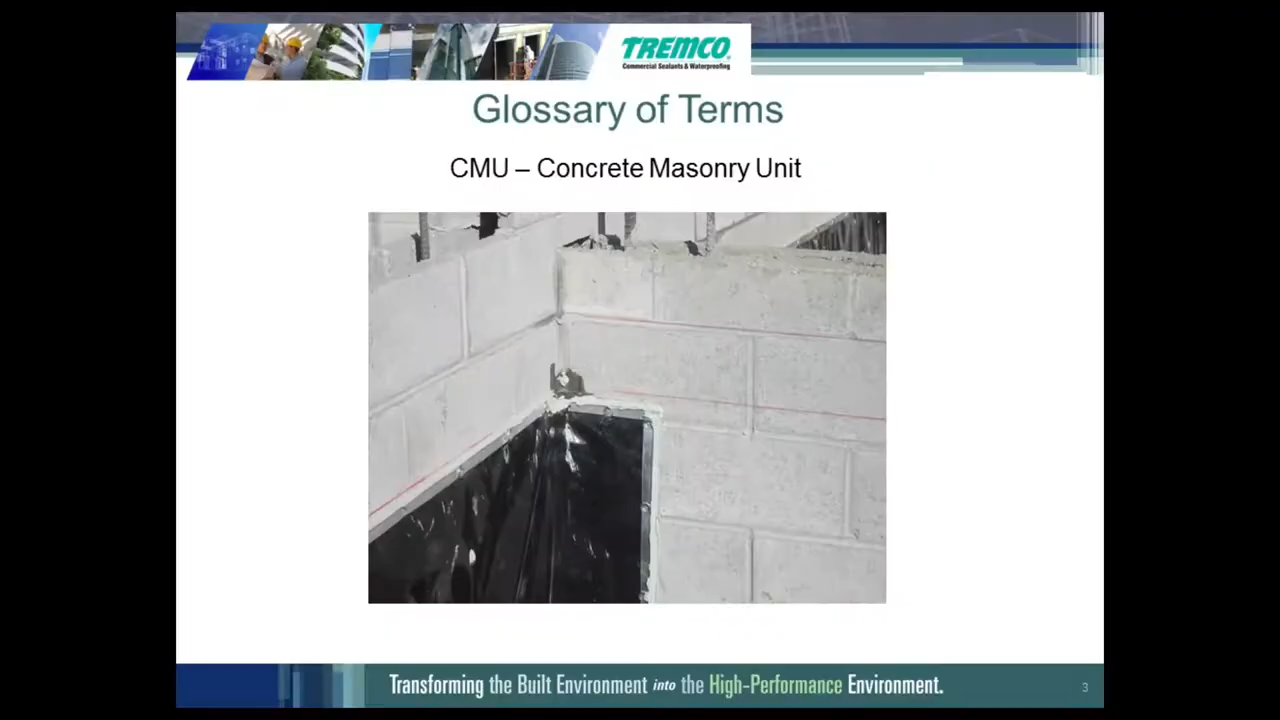 TREMCO®
Commercial Sealants & Waterproofing
Glossary of Terms
CMU – Concrete Masonry Unit
Transforming the Built Environment into the High-Performance Environment.
3